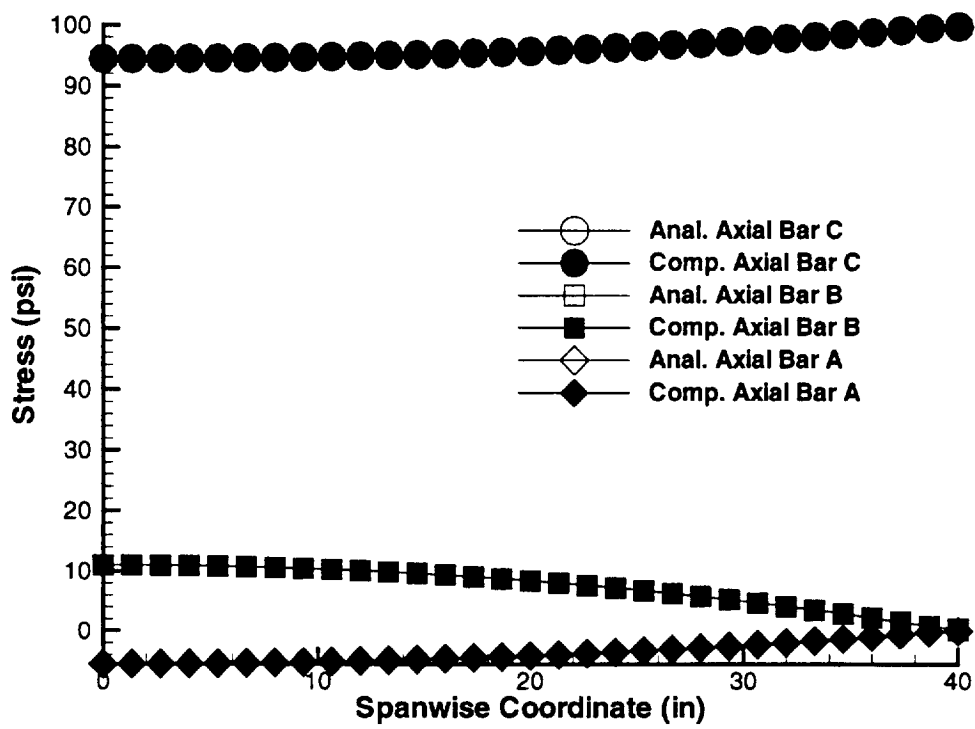 100
90
80
70
60
50
40
30
20
10
0
Stress (psi)
Anal. Axial Bar C
Comp. Axial Bar C
Anal. Axial Bar B
Comp. Axial Bar B
Anal. Axial Bar A
Comp. Axial Bar A
0 10 20 30 40
Spanwise Coordinate (in)